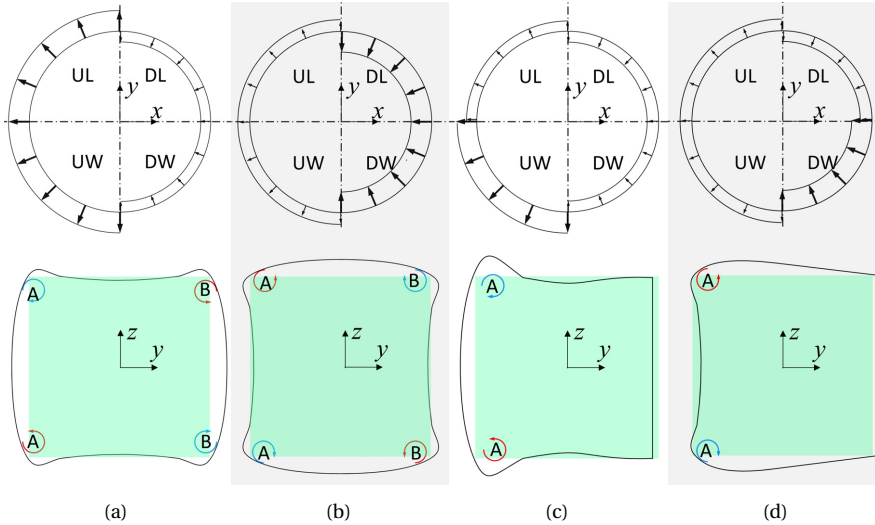 UL DL UL DL UL DL UL DL
y y y y
x x x x
UW DW UW DW UW DW UW DW
A B A B A A
z z z z
y y y y
A B A B A A
(a) (b) (c) (d)